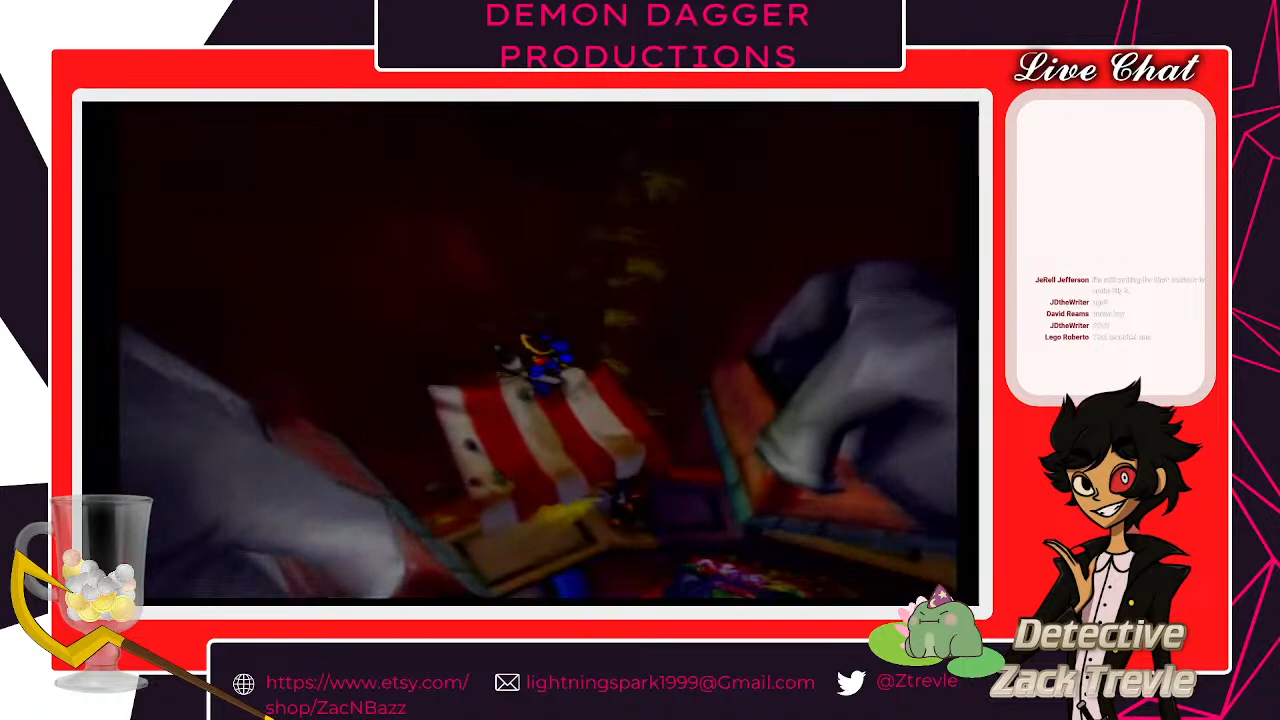 DEMON DAGGER
PRODUCTIONS
Live Chat
JeRell Jefferson
JDtheWriter
David Reams
JDtheWriter
Lego Roberto
Detective
Zack Trevle
https://www.etsy.com/
shop/ZacNBazz
lightningspark1999@Gmail.com
@Ztrevle